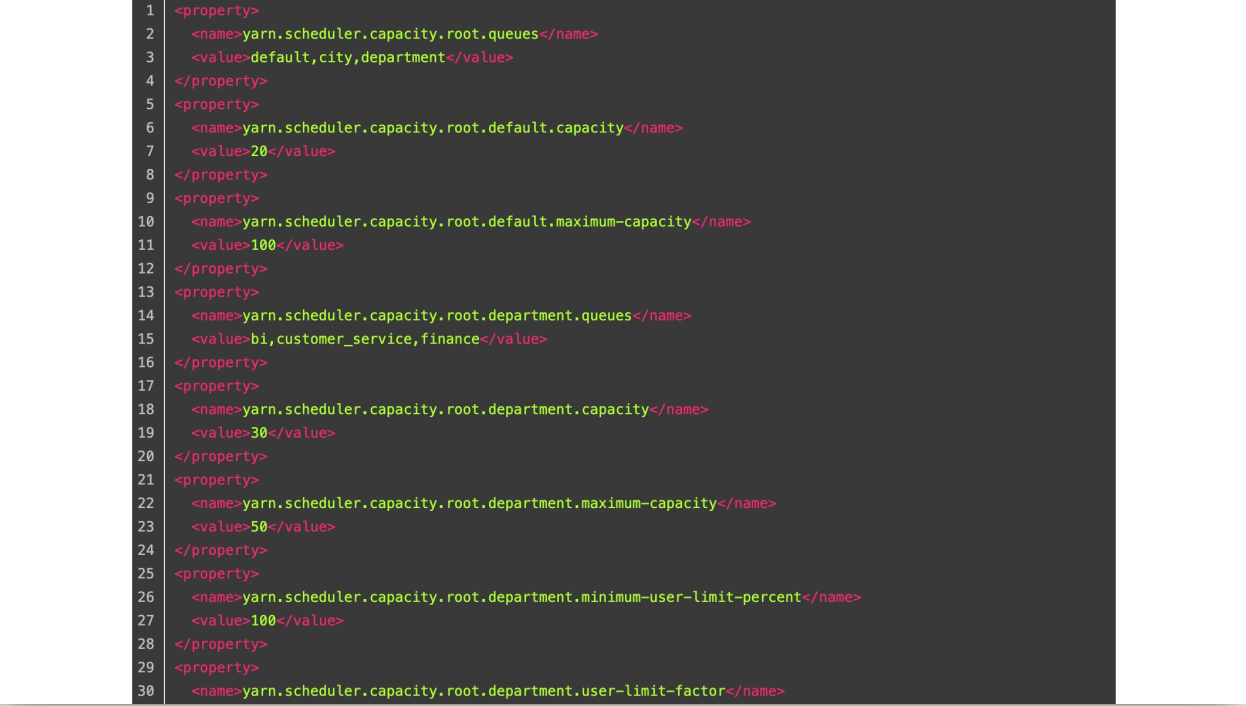 1 <property>
2   <name>yarn.scheduler.capacity.root.queues</name>
3   <value>default,city,department</value>
4 </property>
5 <property>
6   <name>yarn.scheduler.capacity.root.default.capacity</name>
7   <value>20</value>
8 </property>
9 <property>
10   <name>yarn.scheduler.capacity.root.default.maximum-capacity</name>
11   <value>100</value>
12 </property>
13 <property>
14   <name>yarn.scheduler.capacity.root.department.queues</name>
15   <value>bi,customer_service,finance</value>
16 </property>
17 <property>
18   <name>yarn.scheduler.capacity.root.department.capacity</name>
19   <value>30</value>
20 </property>
21 <property>
22   <name>yarn.scheduler.capacity.root.department.maximum-capacity</name>
23   <value>50</value>
24 </property>
25 <property>
26   <name>yarn.scheduler.capacity.root.department.minimum-user-limit-percent</name>
27   <value>100</value>
28 </property>
29 <property>
30   <name>yarn.scheduler.capacity.root.department.user-limit-factor</name>